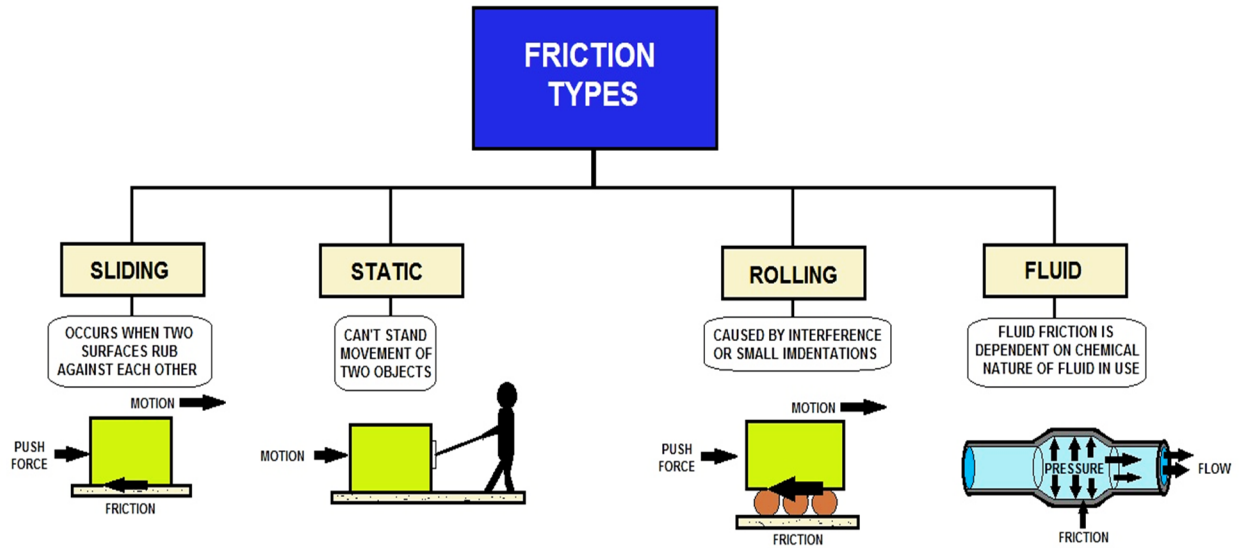 FRICTION
TYPES
SLIDING
OCCURS WHEN TWO
SURFACES RUB
AGAINST EACH OTHER
MOTION
PUSH
FORCE
FRICTION
STATIC
CAN'T STAND
MOVEMENT OF
TWO OBJECTS
MOTION
ROLLING
CAUSED BY INTERFERENCE
OR SMALL IMDENTATIONS
MOTION
PUSH
FORCE
FRICTION
FLUID
FLUID FRICTION IS
DEPENDENT ON CHEMICAL
NATURE OF FLUID IN USE
PRESSURE
FLOW
FRICTION